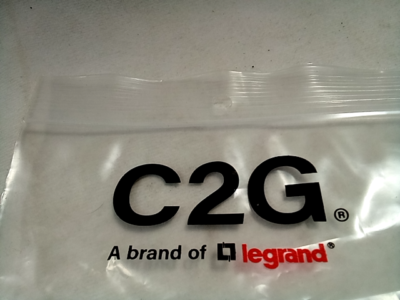 C2G®
A brand of legrand®